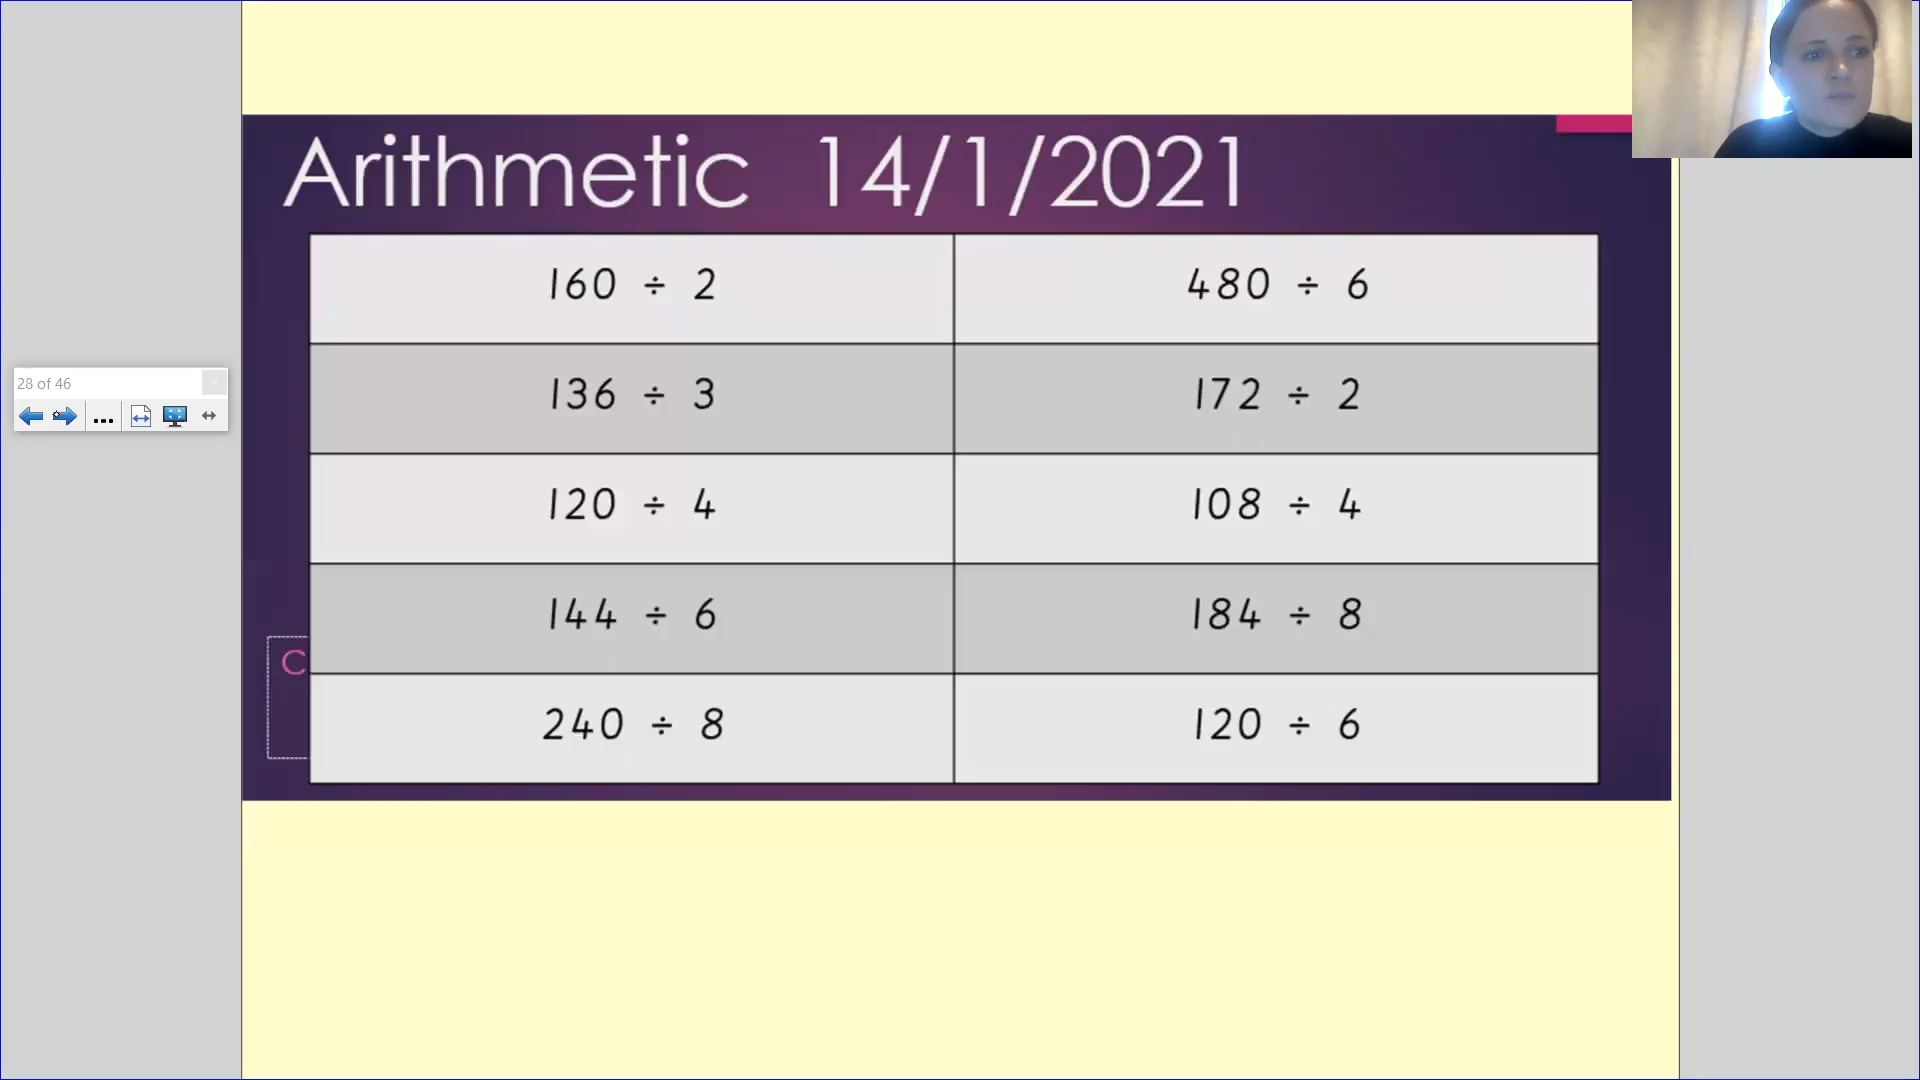 Arithmetic 14/1/2021
160 ÷ 2
480 ÷ 6
136 ÷ 3
172 ÷ 2
120 ÷ 4
108 ÷ 4
144 ÷ 6
184 ÷ 8
240 ÷ 8
120 ÷ 6
28 of 46
C